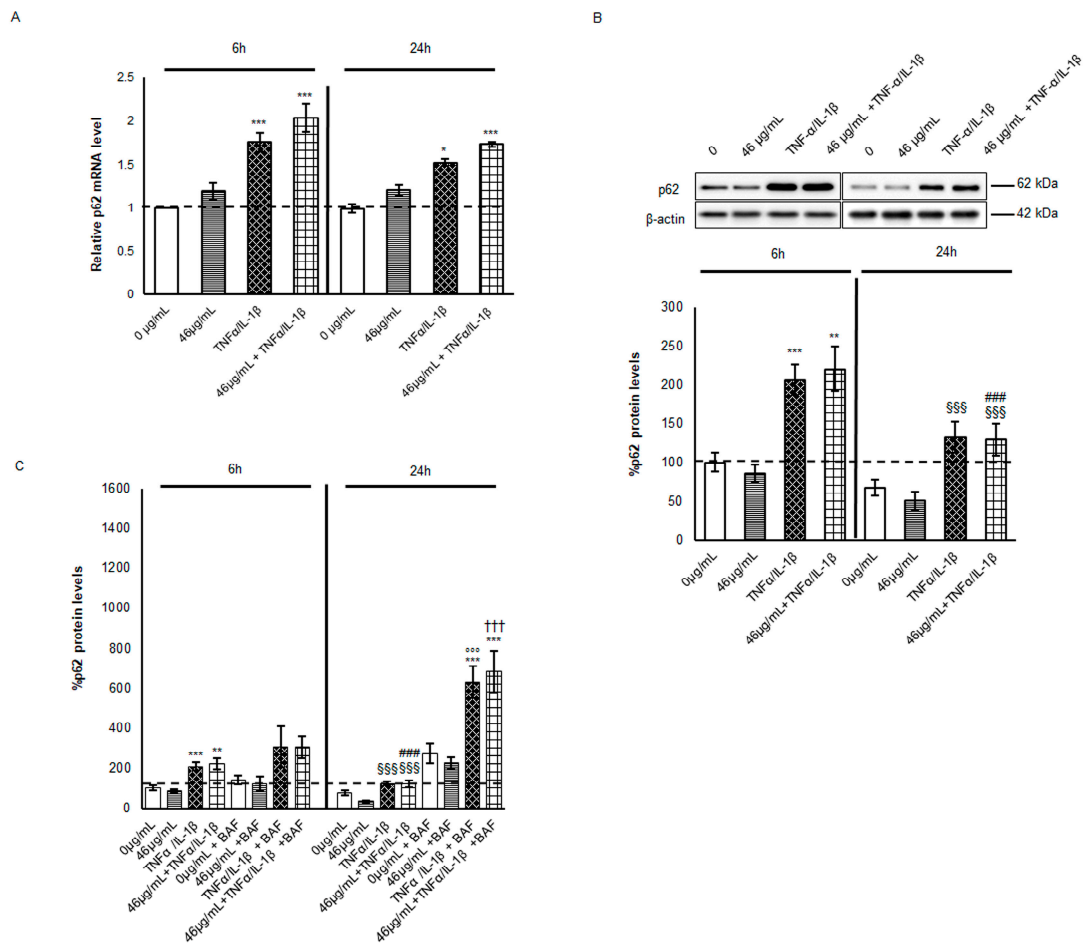 A
6h
24h
Relative p62 mRNA level
2.5
2
1.5
1
0.5
0
***
***
*
***
0 µg/mL
46µg/mL
TNFα/IL-1β
46µg/mL + TNFα/IL-1β
0 µg/mL
46µg/mL
TNFα/IL-1β
46µg/mL + TNFα/IL-1β
B
0
46 µg/mL
TNF-α/IL-1β
46 µg/mL +TNF-α/IL-1β
0
46 µg/mL
TNF-α/IL-1β
46 µg/mL +TNF-α/IL-1β
p62
62 kDa
β-actin
42 kDa
6h
24h
%p62 protein levels
300
250
200
150
100
50
0
***
**
§§§
###
§§§
0µg/mL
46µg/mL
TNFα/IL-1β
46µg/mL+TNFα/IL-1β
0µg/mL
46µg/mL
TNFα/IL-1β
46µg/mL+TNFα/IL-1β
C
6h
24h
%p62 protein levels
1600
1400
1200
1000
800
600
400
200
0
***
**
§§§
###
§§§
°°°
***
†††
***
0µg/mL
46µg/mL
TNFα /IL-1β
46µg/mL+TNFα/IL-1β
0µg/mL + BAF
46µg/mL +BAF
TNFα/IL-1β + BAF
46µg/mL+TNFα/IL-1β +BAF
0µg/mL
46µg/mL
TNFα/IL-1β
46µg/mL+TNFα/IL-1β
0µg/mL + BAF
46µg/mL +BAF
TNFα /IL-1β + BAF
46µg/mL+TNFα/IL-1β +BAF